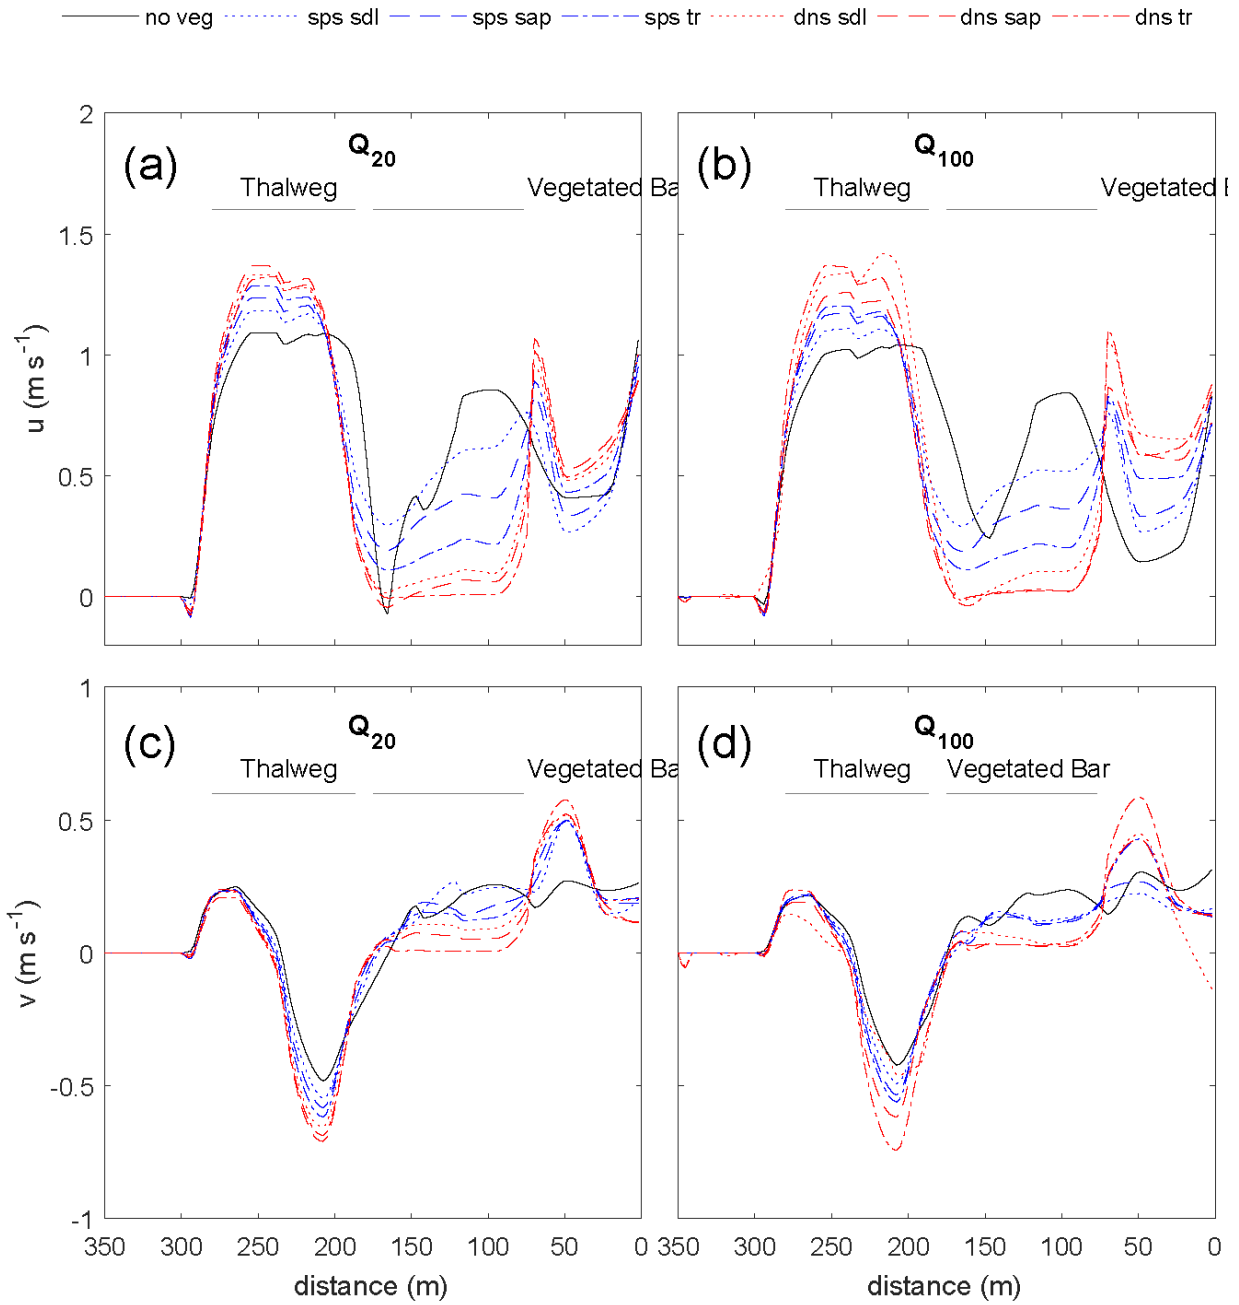 no veg sps sdl sps sap sps tr dns sdl dns sap dns tr
(a) Q20 (b) Q100
Thalweg Vegetated Ba Thalweg Vegetated B
2
1.5
1
0.5
0
u (m s-1)
(c) Q20 (d) Q100
Thalweg Vegetated Ba Thalweg Vegetated Bar
1
0.5
0
-0.5
-1
v (m s-1)
350 300 250 200 150 100 50 0 350 300 250 200 150 100 50 0
distance (m) distance (m)